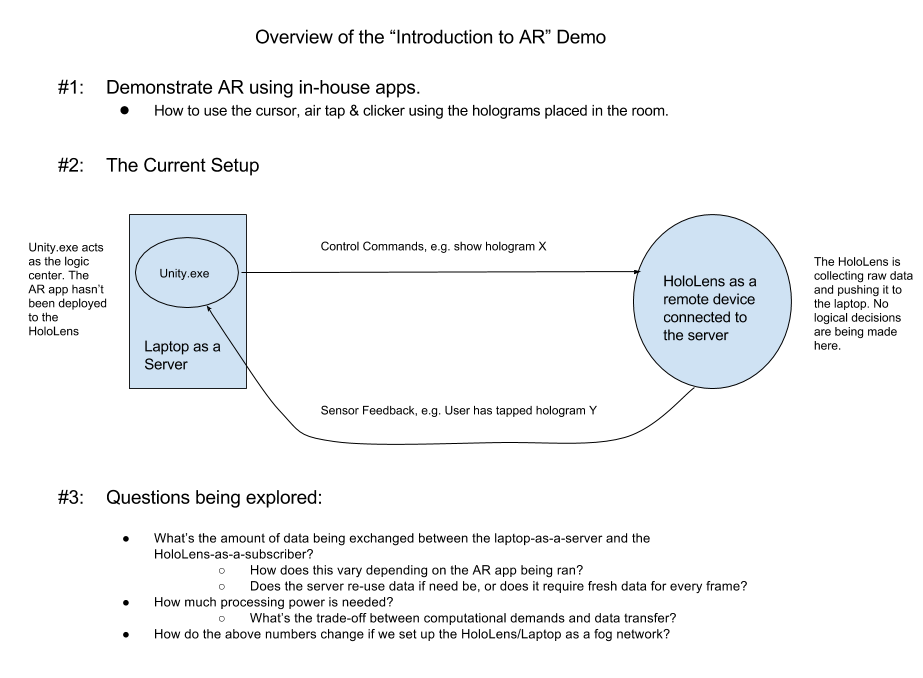 Overview of the “Introduction to AR” Demo
#1: Demonstrate AR using in-house apps.
● How to use the cursor, air tap & clicker using the holograms placed in the room.
#2: The Current Setup
Unity.exe acts
as the logic
center. The
AR app hasn’t
been deployed
to the
HoloLens
Unity.exe
Laptop as a
Server
Control Commands, e.g. show hologram X
Sensor Feedback, e.g. User has tapped hologram Y
HoloLens as a
remote device
connected to
the server
The HoloLens is
collecting raw data
and pushing it to
the laptop. No
logical decisions
are being made
here.
#3: Questions being explored:
● What’s the amount of data being exchanged between the laptop-as-a-server and the
HoloLens-as-a-subscriber?
○ How does this vary depending on the AR app being ran?
○ Does the server re-use data if need be, or does it require fresh data for every frame?
● How much processing power is needed?
○ What’s the trade-off between computational demands and data transfer?
● How do the above numbers change if we set up the HoloLens/Laptop as a fog network?